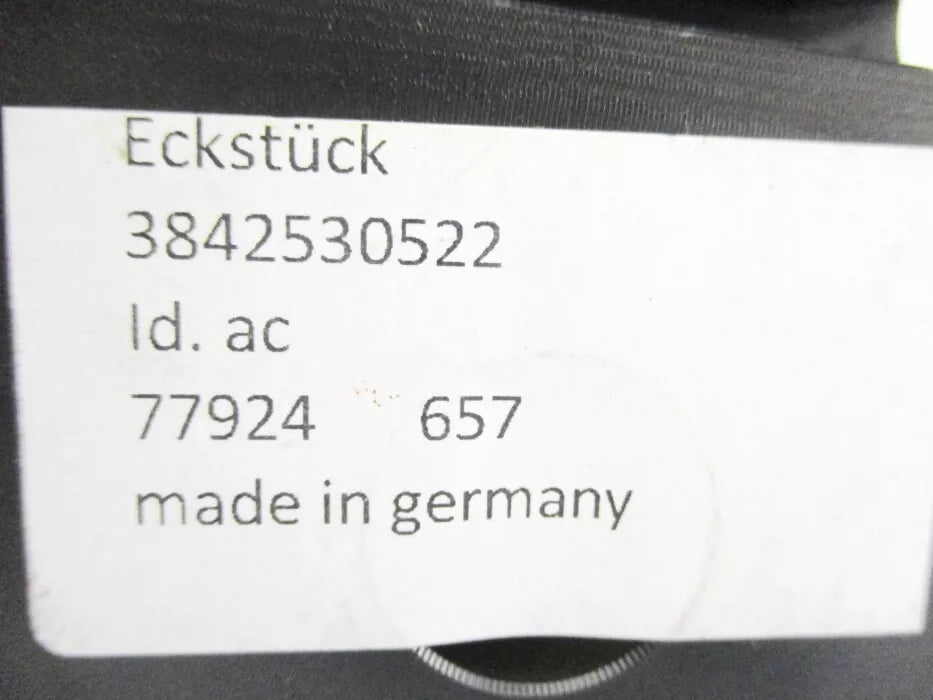 Eckstück
3842530522
Id. ac
77924 657
made in germany